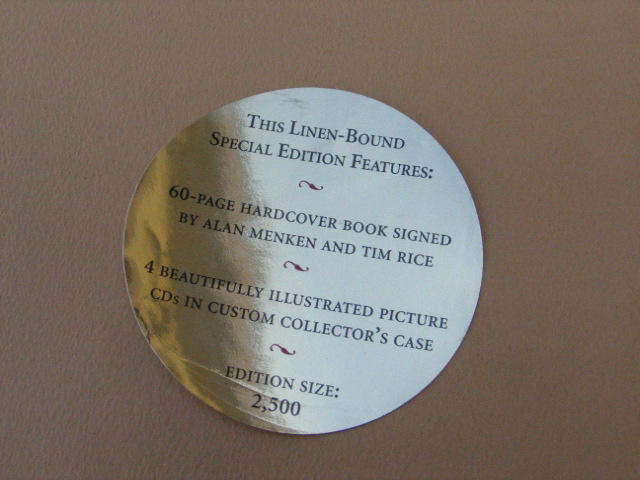 This Linen-Bound
Special Edition Features:
60-page hardcover book signed
by Alan Menken and Tim Rice
4 beautifully illustrated picture
CDs in custom collector's case
edition size:
2,500